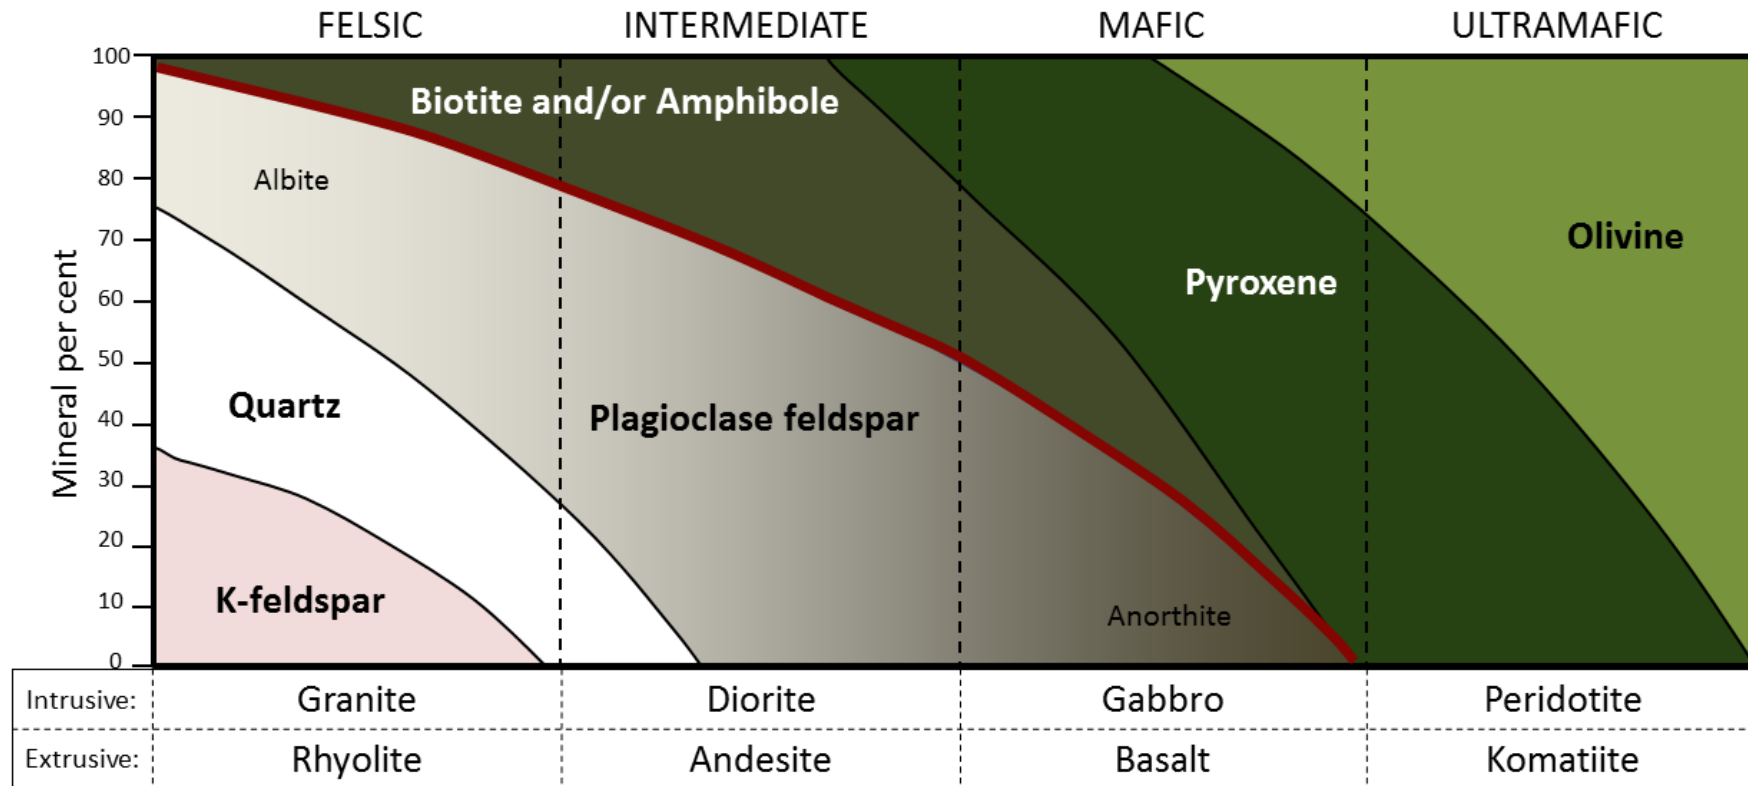 FELSIC INTERMEDIATE MAFIC ULTRAMAFIC
100
90
80
70
60
50
40
30
20
10
0
Mineral per cent
Biotite and/or Amphibole
Albite
Olivine
Pyroxene
Quartz
Plagioclase feldspar
K-feldspar
Anorthite
Intrusive: Granite Diorite Gabbro Peridotite
Extrusive: Rhyolite Andesite Basalt Komatiite